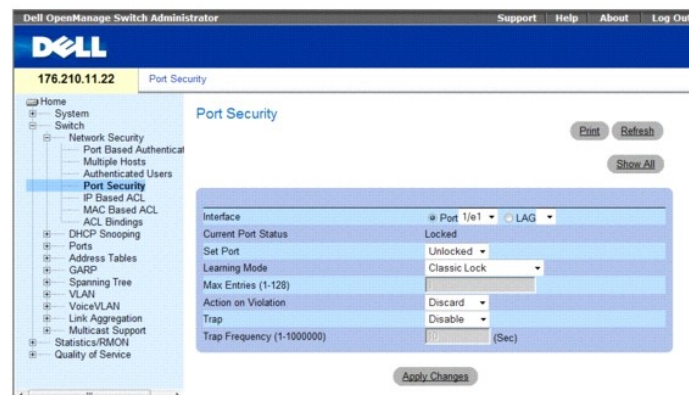 Dell OpenManage Switch Administrator
Support Help About Log Out
DELL
176.210.11.22
Port Security
Home
System
Switch
Network Security
Port Based Authenticat
Multiple Hosts
Authenticated Users
Port Security
IP Based ACL
MAC Based ACL
ACL Bindings
DHCP Snooping
Ports
Address Tables
GARP
Spanning Tree
VLAN
VoiceVLAN
Link Aggregation
Multicast Support
Statistics/RMON
Quality of Service
Port Security
Print Refresh
Show All
Interface Port 1/e1 LAG
Current Port Status Locked
Set Port Unlocked
Learning Mode Classic Lock
Max Entries (1-128)
Action on Violation Discard
Trap Disable
Trap Frequency (1-1000000) 10 (Sec)
Apply Changes